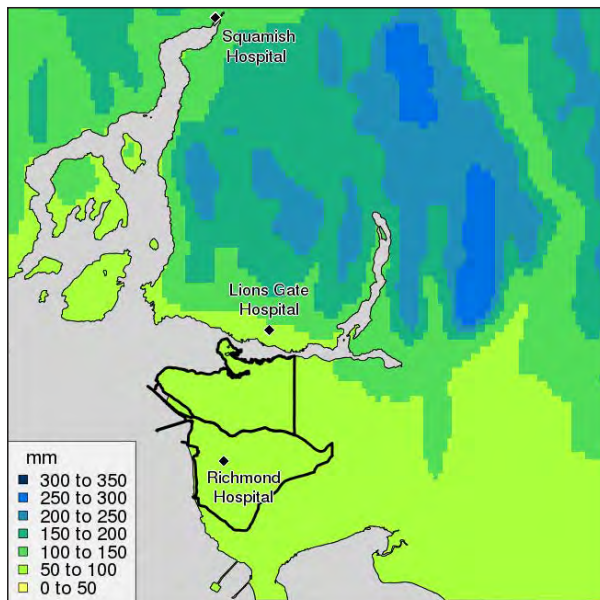 Squamish
Hospital
Lions Gate
Hospital
Richmond
Hospital
mm
300 to 350
250 to 300
200 to 250
150 to 200
100 to 150
50 to 100
0 to 50